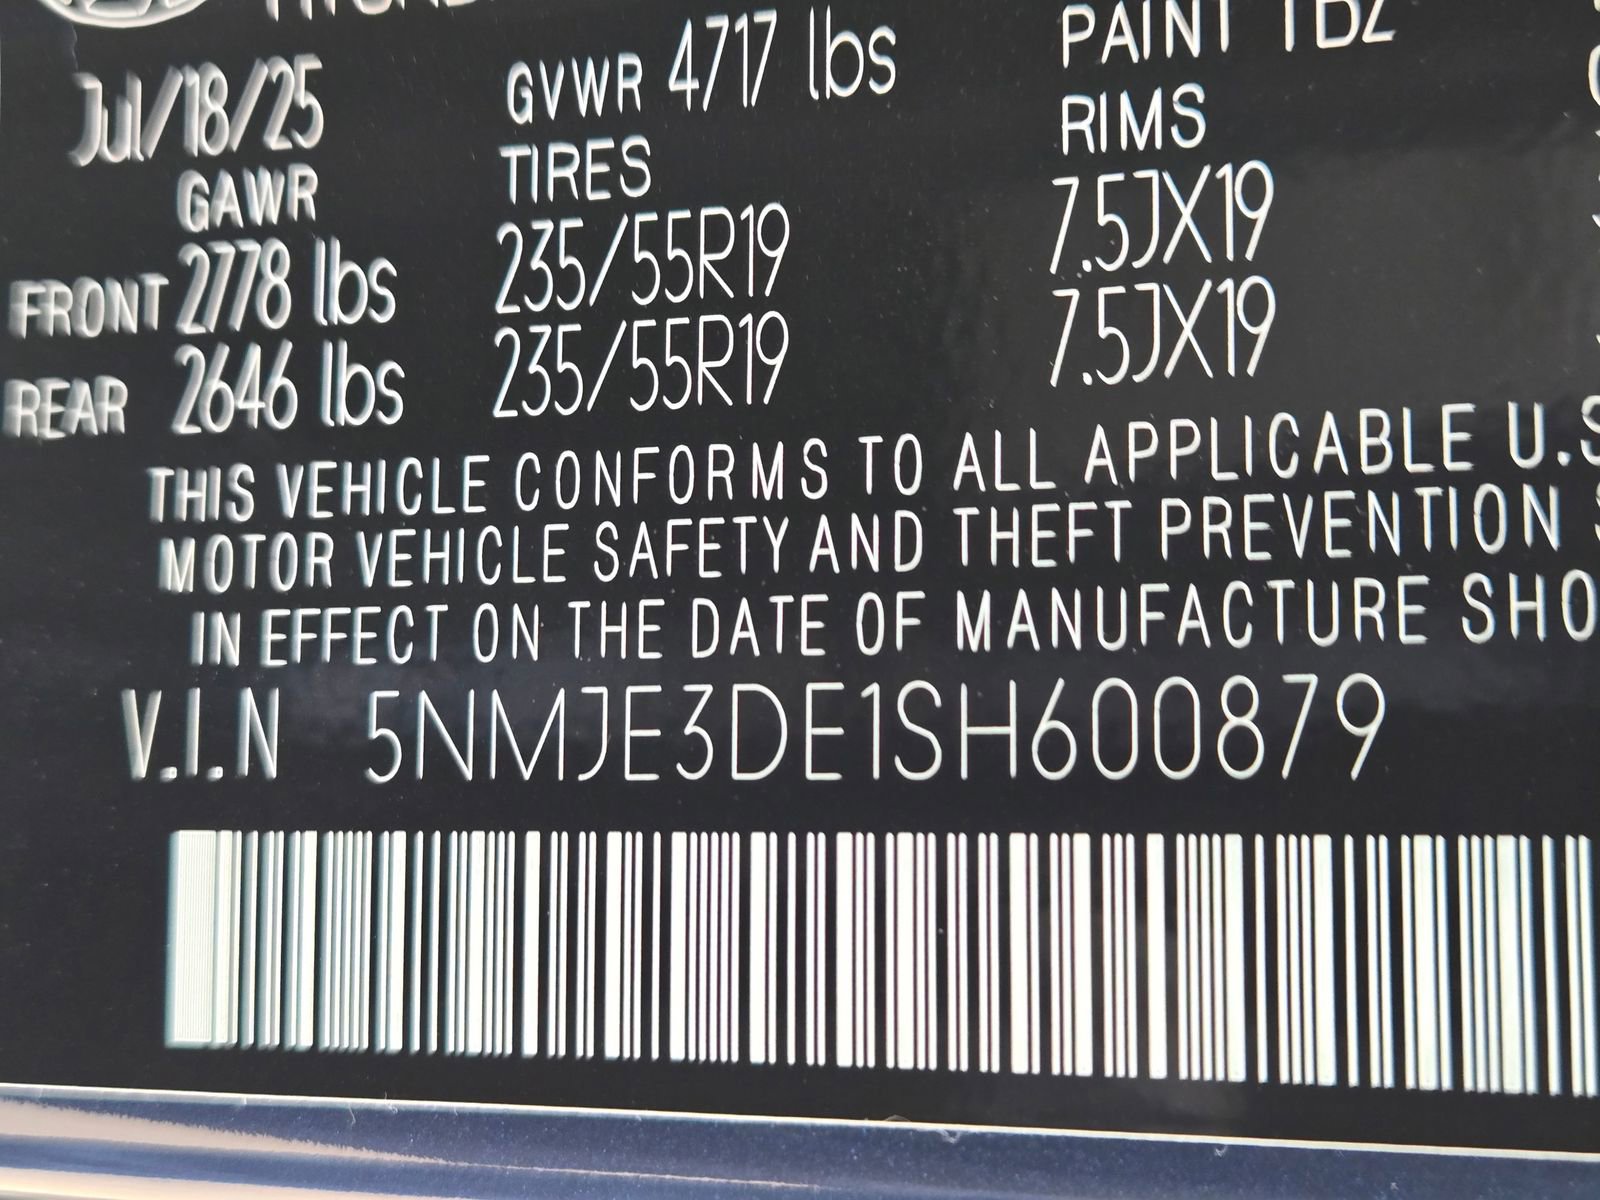 Jul/18/25 GVWR 4717 lbs PAINT TDZ
GAWR TIRES RIMS
FRONT 2778 lbs 235/55R19 7.5JX19
REAR 2646 lbs 235/55R19 7.5JX19
THIS VEHICLE CONFORMS TO ALL APPLICABLE U.S
MOTOR VEHICLE SAFETY AND THEFT PREVENTION
IN EFFECT ON THE DATE OF MANUFACTURE SHO
V.I.N 5NMJE3DE1SH600879